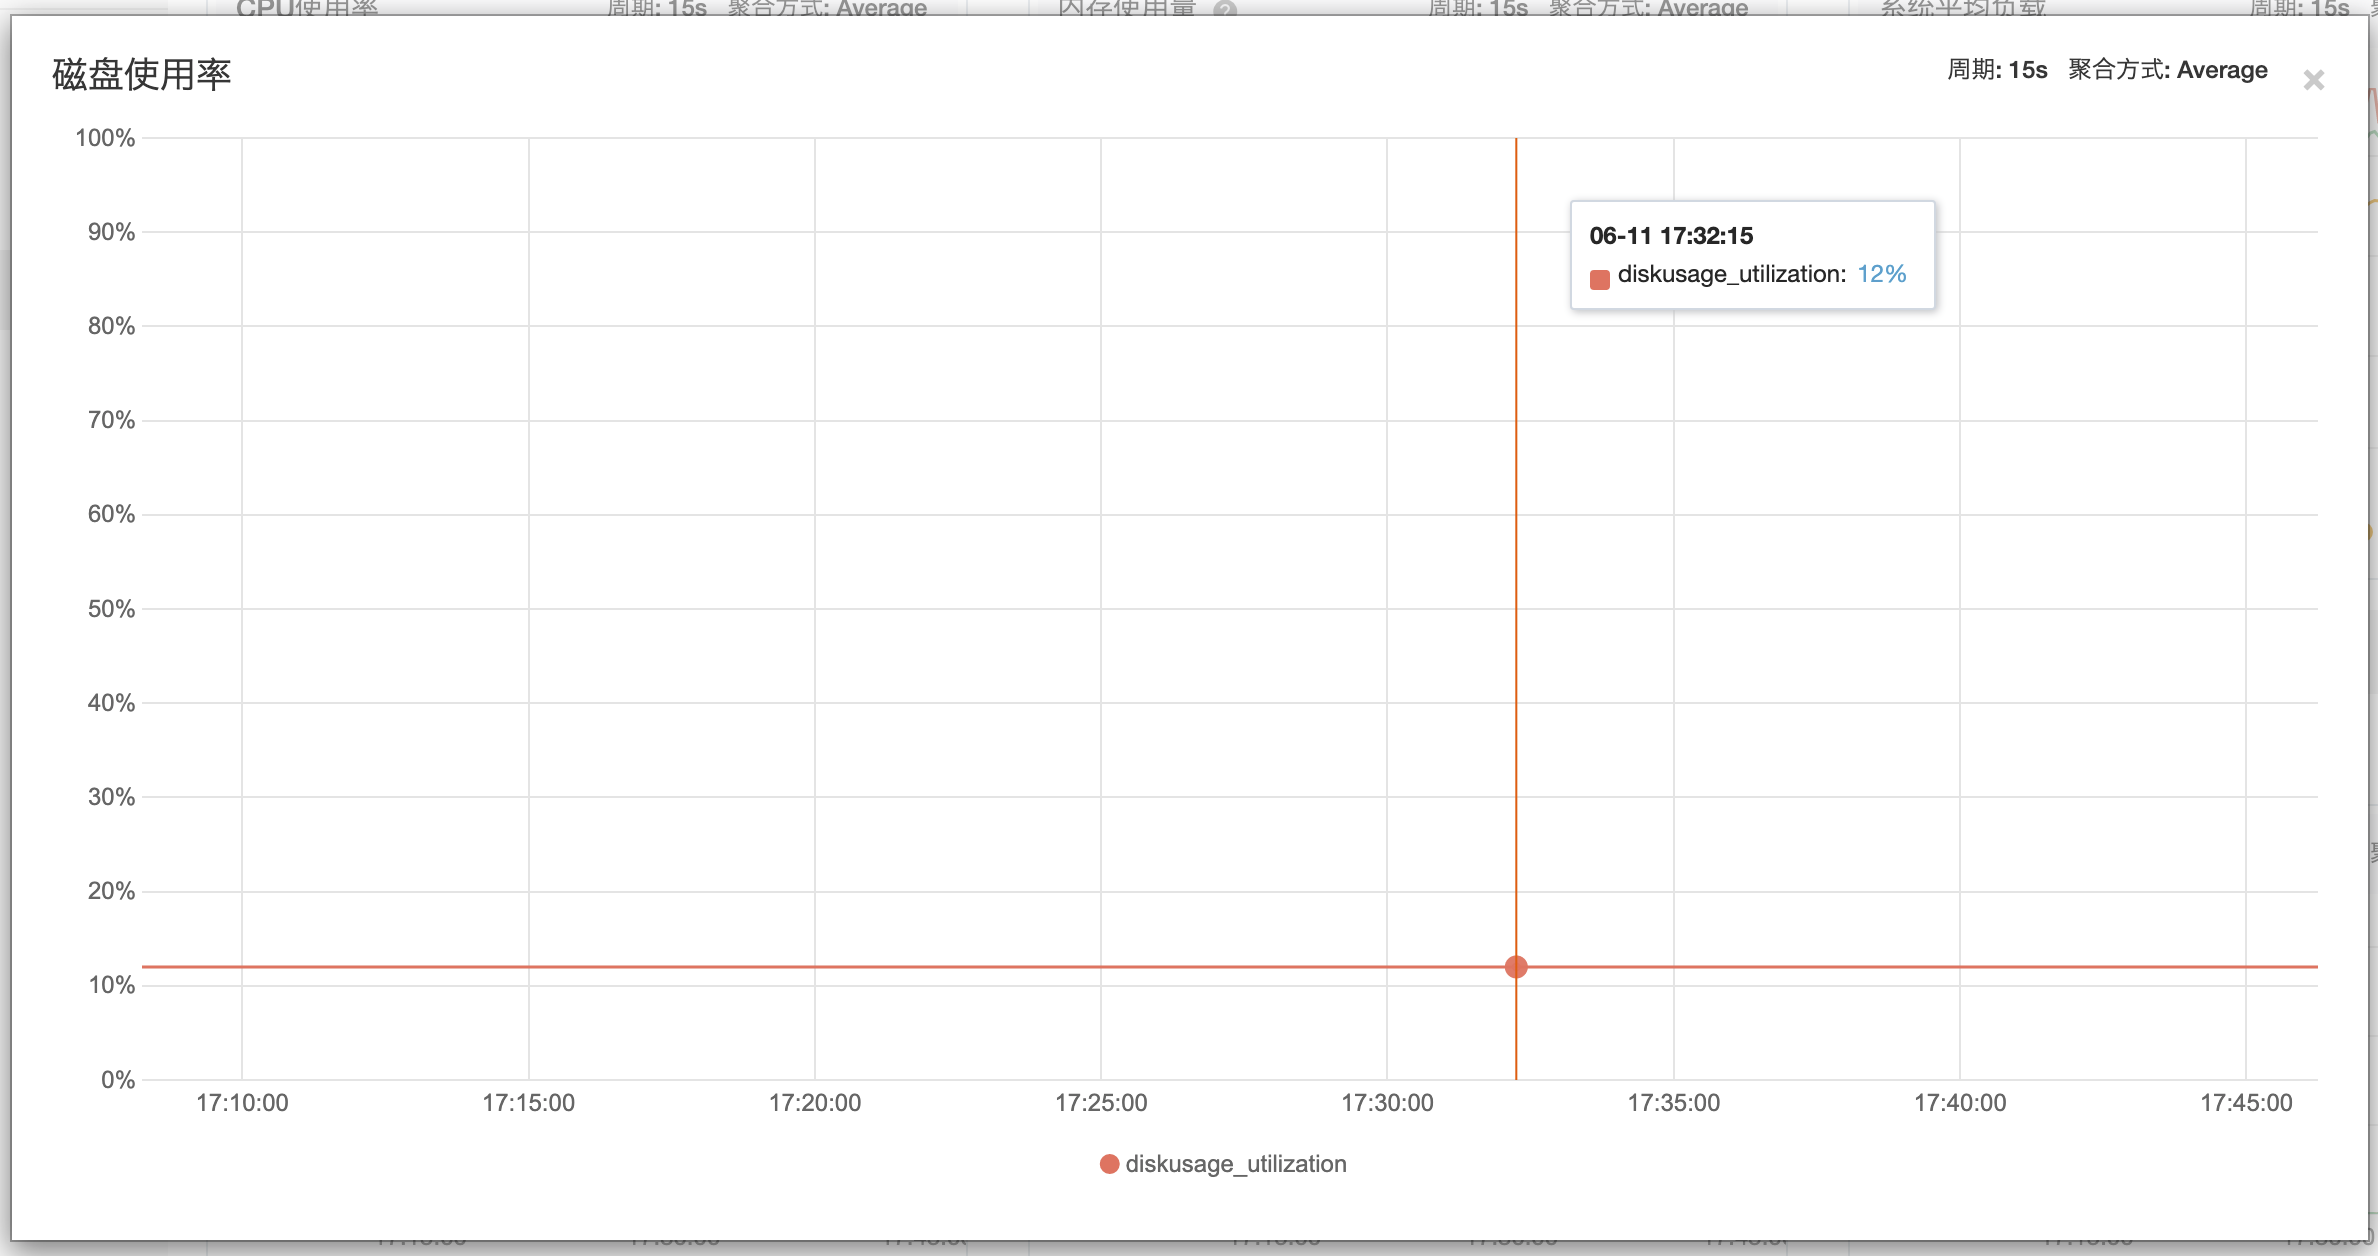 CPU使用率 周期: 15s 聚合方式: Average 内存使用量 周期: 15s 聚合方式: Average 系统平均负载 周期: 15s
磁盘使用率
周期: 15s 聚合方式: Average
100%
90%
80%
70%
60%
50%
40%
30%
20%
10%
0%
06-11 17:32:15
diskusage_utilization: 12%
17:10:00 17:15:00 17:20:00 17:25:00 17:30:00 17:35:00 17:40:00 17:45:00
diskusage_utilization